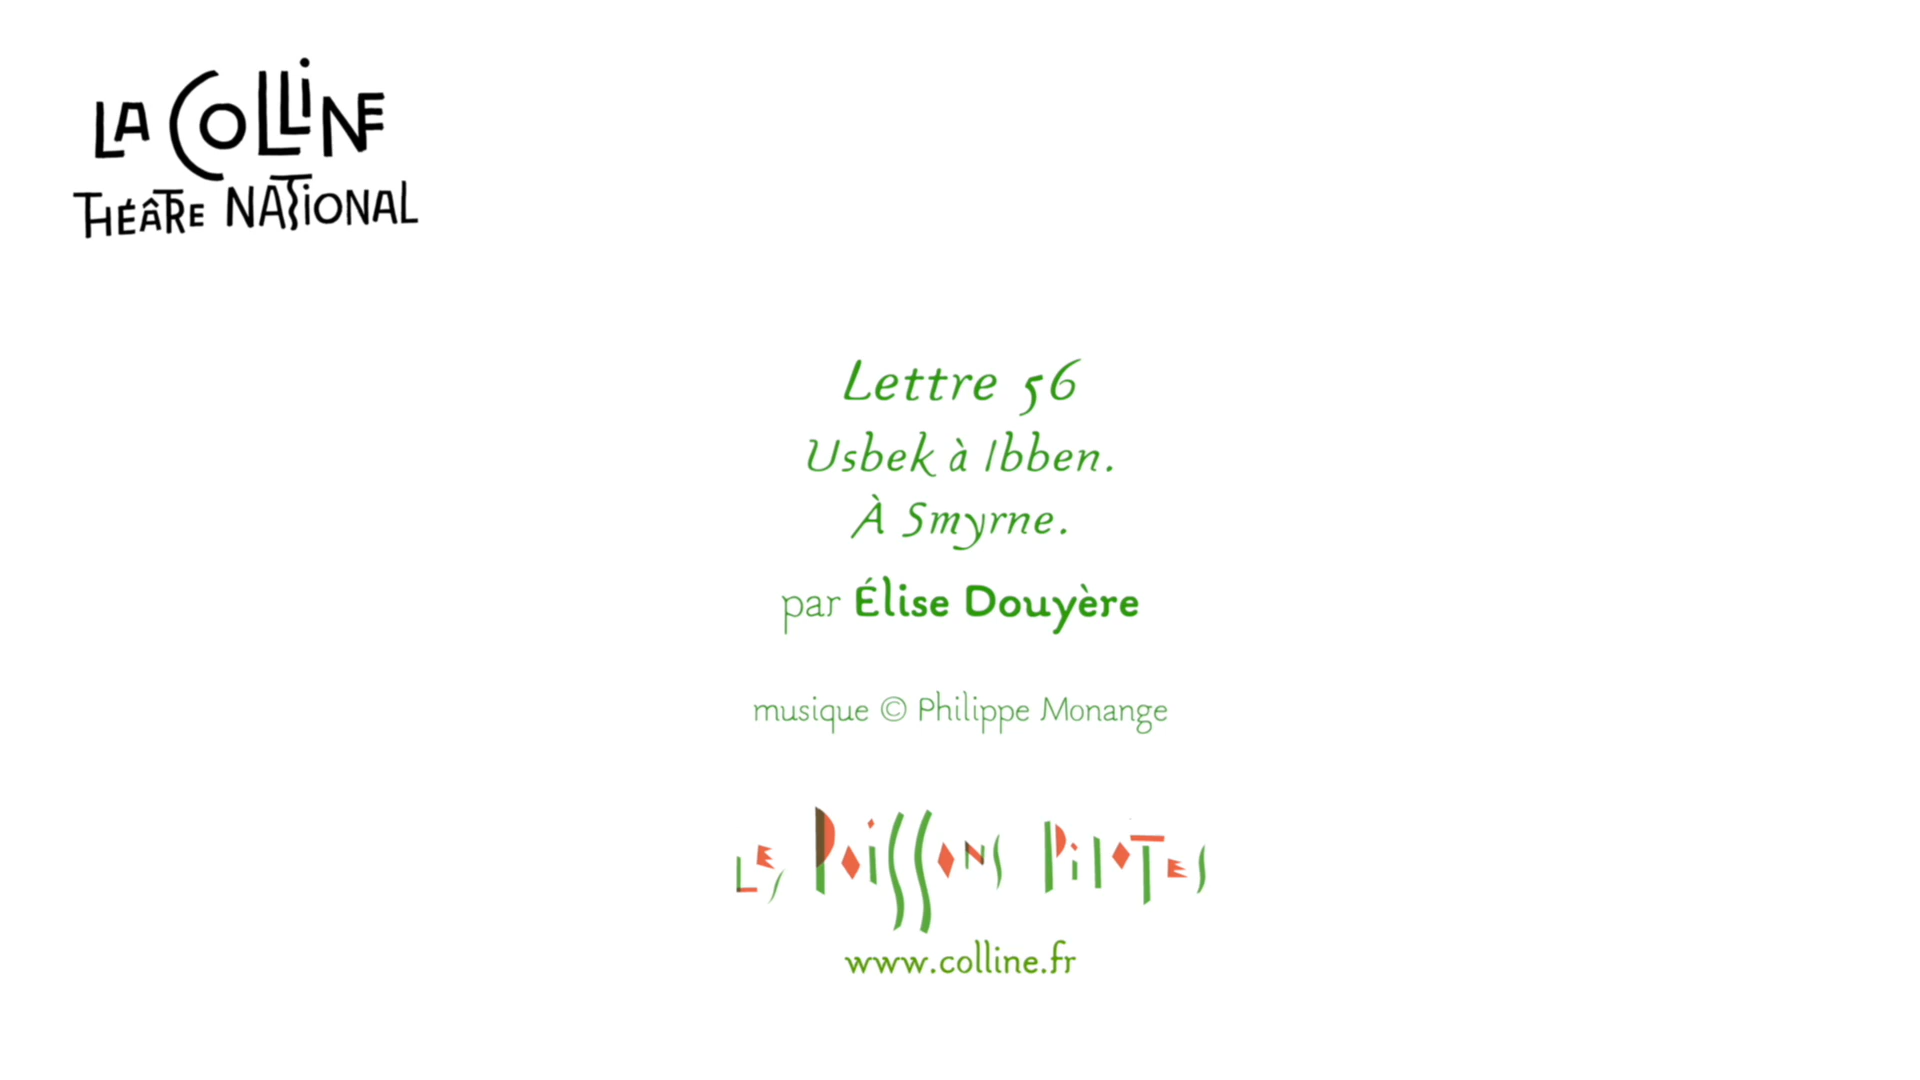 LA COLLiNE
THÉÂTRE NATiONAL
Lettre 56
Usbek à Ibben.
À Smyrne.
par Élise Douyère
musique © Philippe Monange
LES POiSSONS PiLOTES
www.colline.fr